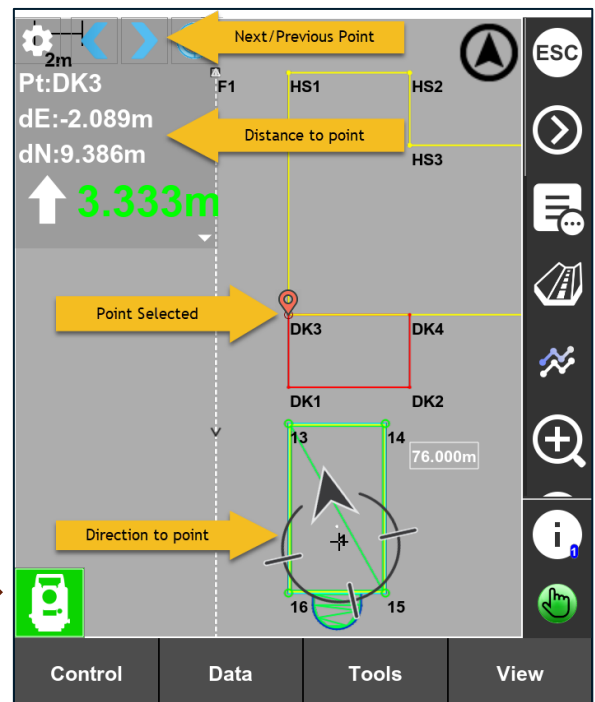 Next/Previous Point
2m
ESC
Pt:DK3
F1
HS1
HS2
dE:-2.089m
Distance to point
dN:9.386m
HS3
3.333m
Point Selected
DK3
DK4
DK1
DK2
13
14
76.000m
Direction to point
i
1
16
15
Control
Data
Tools
View